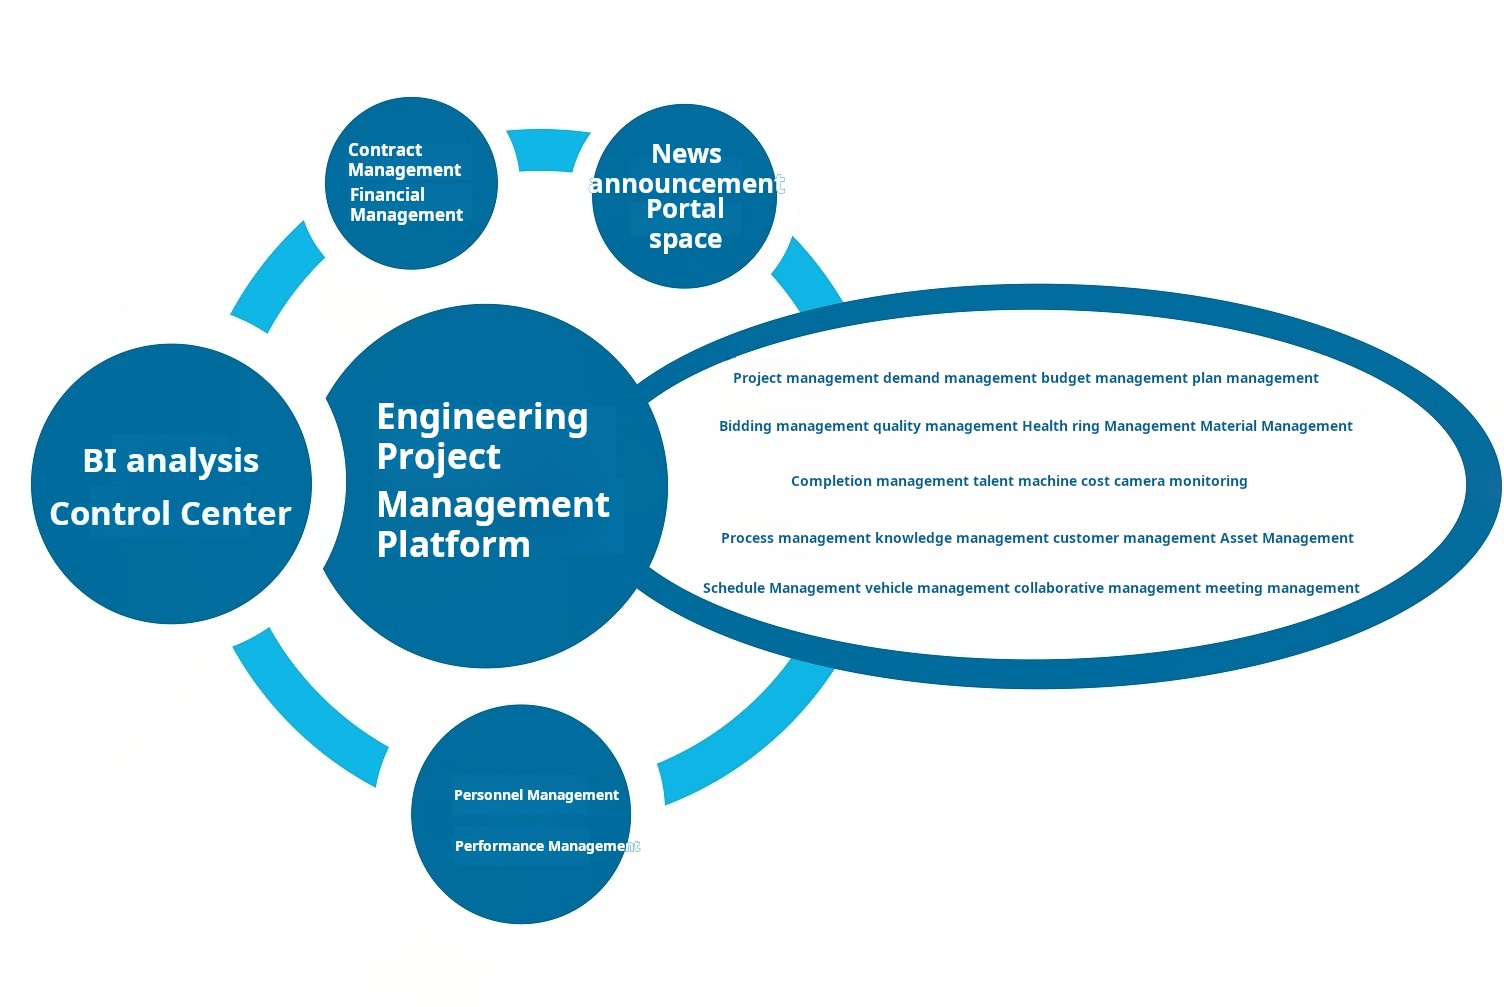 Contract
Management
Financial
Management
News
announcement
Portal
space
BI analysis
Control Center
Engineering
Project
Management
Platform
Project management demand management budget management plan management
Bidding management quality management Health ring Management Material Management
Completion management talent machine cost camera monitoring
Process management knowledge management customer management Asset Management
Schedule Management vehicle management collaborative management meeting management
Personnel Management
Performance Management